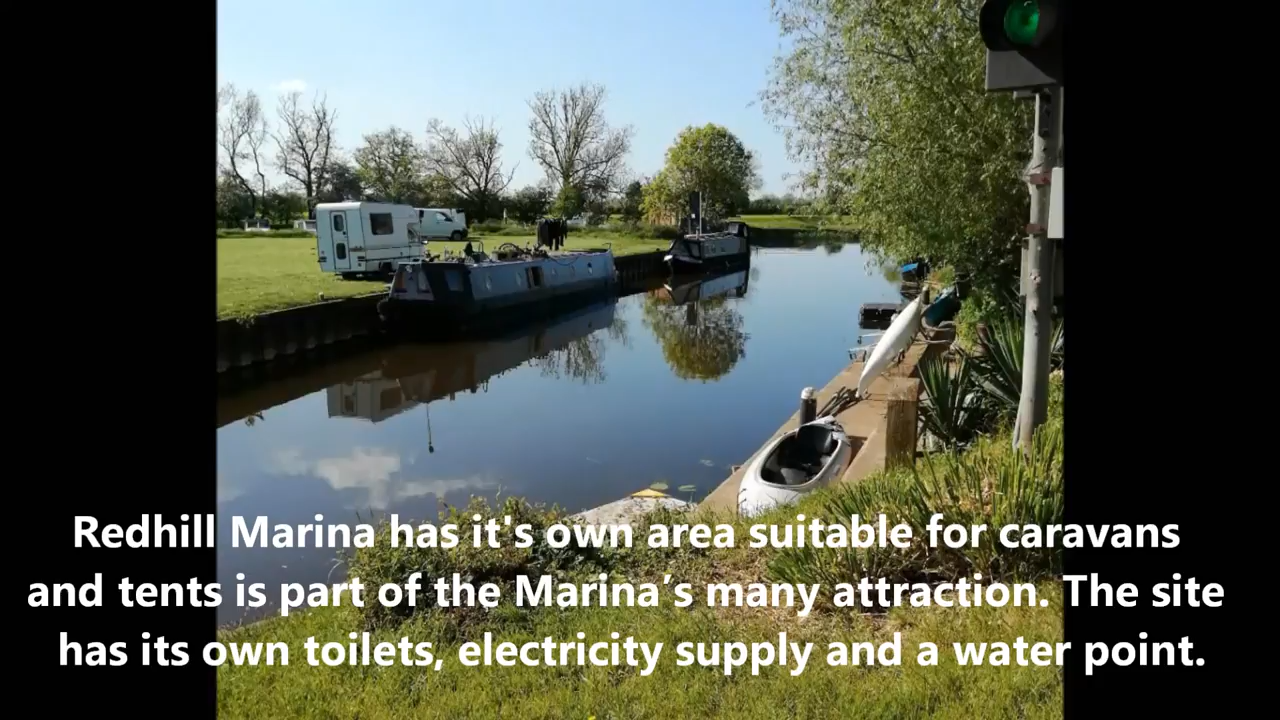 Redhill Marina has it's own area suitable for caravans
and tents is part of the Marina’s many attraction. The site
has its own toilets, electricity supply and a water point.